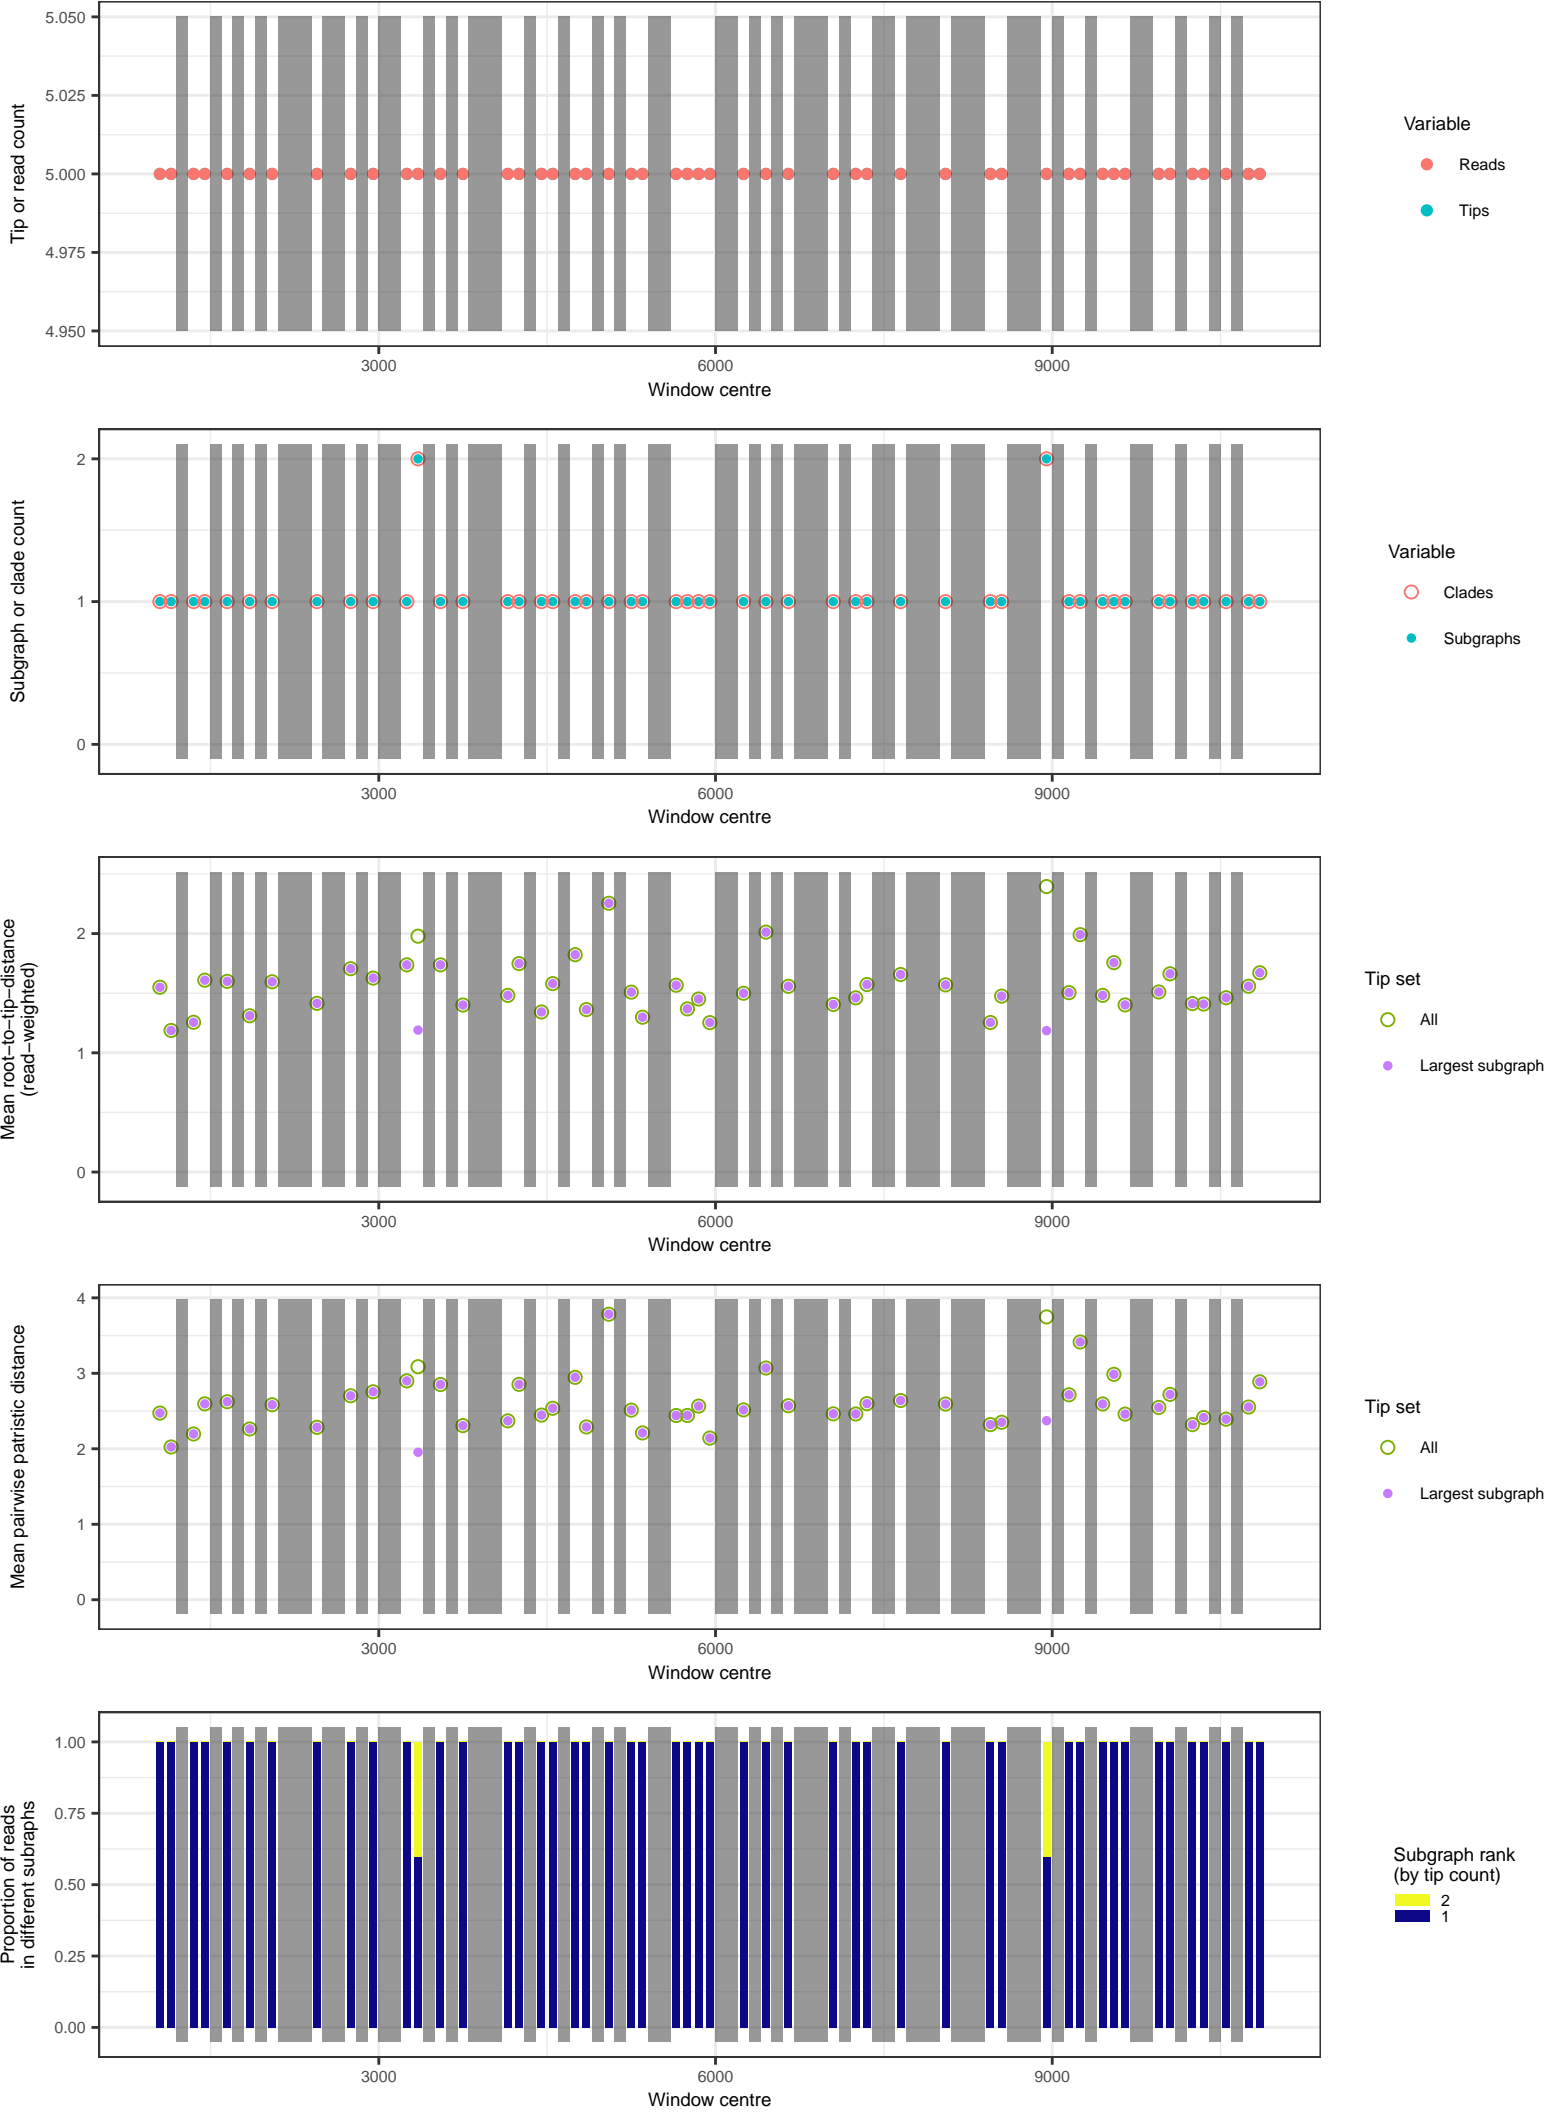 5.050
5.025
5.000
4.975
4.950
Tip or read count
3000
6000
9000
Window centre
Variable
Reads
Tips
2
1
0
Subgraph or clade count
3000
6000
9000
Window centre
Variable
Clades
Subgraphs
2
1
0
Mean root−to−tip−distance
(read−weighted)
3000
6000
9000
Window centre
Tip set
All
Largest subgraph
4
3
2
1
0
Mean pairwise patristic distance
3000
6000
9000
Window centre
Tip set
All
Largest subgraph
1.00
0.75
0.50
0.25
0.00
Proportion of reads
in different subraphs
3000
6000
9000
Window centre
Subgraph rank
(by tip count)
2
1